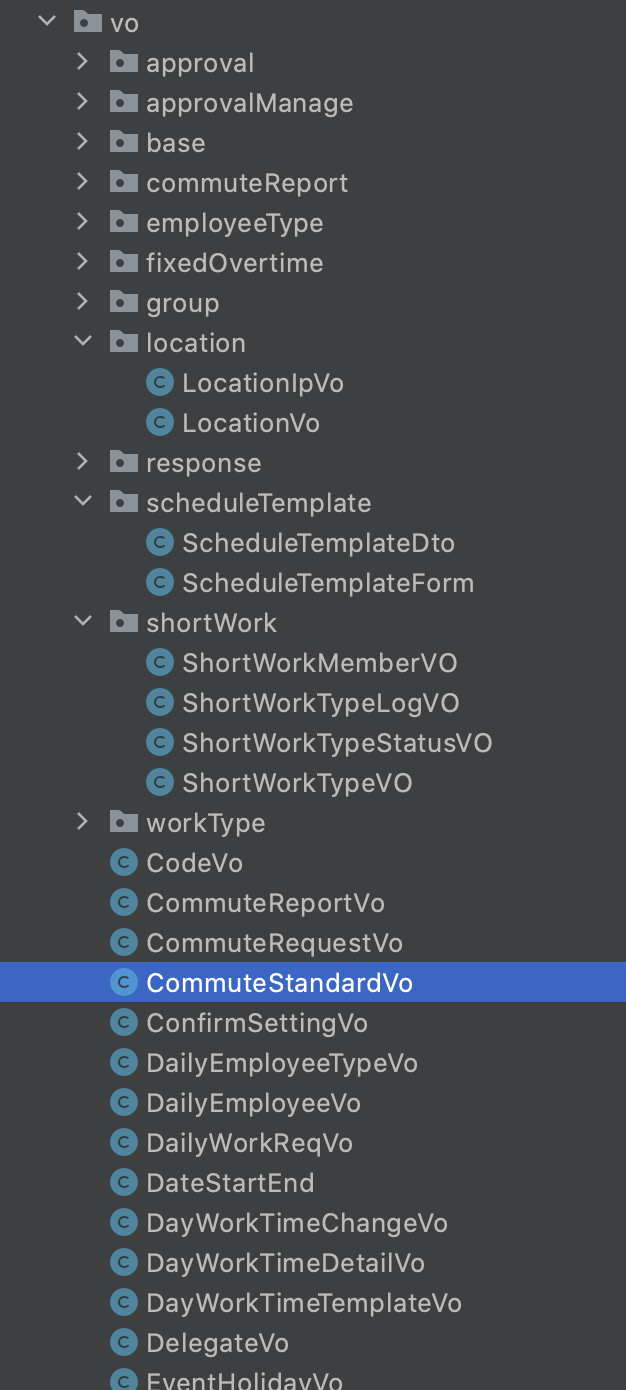 vo
approval
approvalManage
base
commuteReport
employeeType
fixedOvertime
group
location
LocationIpVo
LocationVo
response
scheduleTemplate
ScheduleTemplateDto
ScheduleTemplateForm
shortWork
ShortWorkMemberVO
ShortWorkTypeLogVO
ShortWorkTypeStatusVO
ShortWorkTypeVO
workType
CodeVo
CommuteReportVo
CommuteRequestVo
CommuteStandardVo
ConfirmSettingVo
DailyEmployeeTypeVo
DailyEmployeeVo
DailyWorkReqVo
DateStartEnd
DayWorkTimeChangeVo
DayWorkTimeDetailVo
DayWorkTimeTemplateVo
DelegateVo
EventHolidayVo